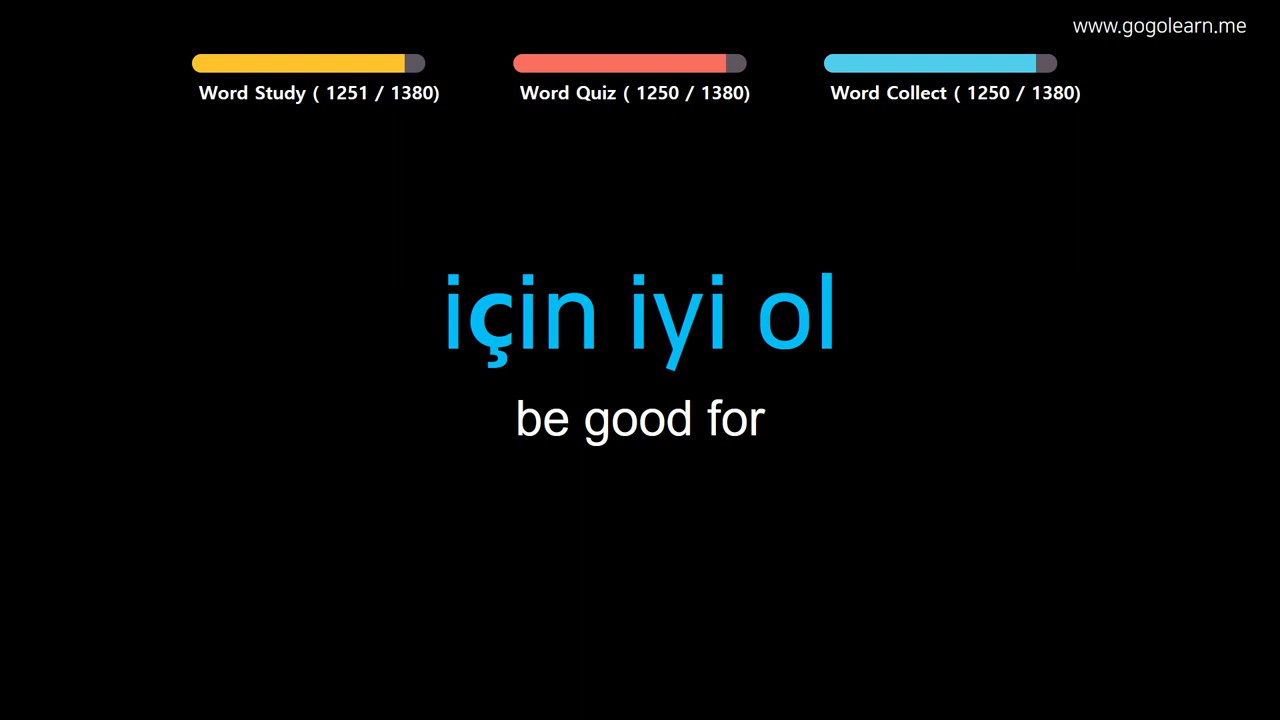 www.gogolearn.me
Word Study ( 1251 / 1380)
Word Quiz ( 1250 / 1380)
Word Collect ( 1250 / 1380)
için iyi ol
be good for